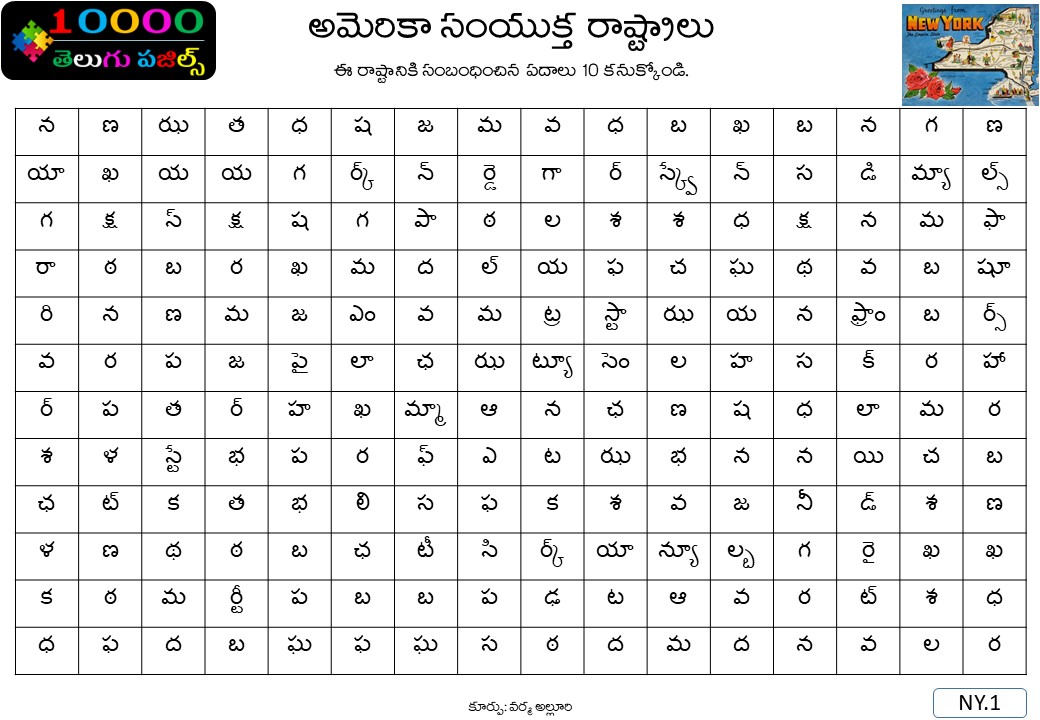 10000
తెలుగు పజిల్స్
అమెరికా సంయుక్త రాష్ట్రాలు
ఈ రాష్ట్రానికి సంబంధించిన పదాలు 10 కనుక్కోండి.
Greetings from
NEW YORK
The Empire State
న ణ ఝ త ధ ష జ మ వ ధ బ ఖ బ న గ ణ
యా ఖ య య గ ర్క్ న్ ర్డె గా ర్ స్క్వే న్ స డి మ్యా ల్స్
గ క్ష స్ క్ష ష గ పా ఠ ల శ శ ధ క్ష న మ ఫా
రా ఠ బ ర ఖ మ ద ల్ య ఫ చ ఘ థ వ బ షూ
రి న ణ మ జ ఎం వ మ ట్ర స్టా ఝ య న ఫ్రాం బ ర్స్
వ ర ప జ పై లా ఛ ఝ ట్యూ సెం ల హ స క్ ర హా
ర్ ప త ర్ హ ఖ మ్మా ఆ న ఛ ణ ష ధ లా మ ర
శ ళ స్టే భ ప ర ఫ్ ఎ ట ఝ భ న న యి చ బ
ఛ ట్ క త భ లి స ఫ క శ వ జ నీ డ్ శ ణ
ళ ణ థ ఠ బ ఛ టీ సి ర్క్ యా న్యూ ల్బ గ రై ఖ ఖ
క ఠ మ ర్టీ ప బ బ ప ఢ ట ఆ వ ర ట్ శ ధ
ధ ఫ ద బ ఘ ఫ ఘ స ఠ ద మ ద న వ ల ర
కూర్పు: వర్మ అల్లూరి
NY.1